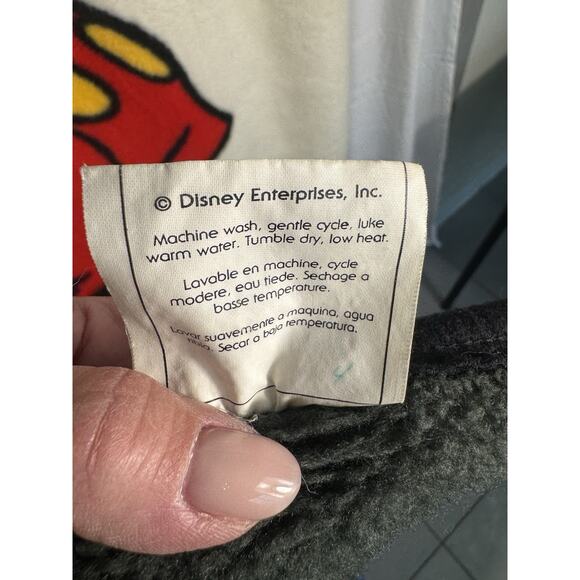 © Disney Enterprises, Inc.
Machine wash, gentle cycle, luke
warm water. Tumble dry, low heat.
Lavable en machine, cycle
modere, eau tiede. Sechage a
basse temperature.
Lavar suavemente a maquina, agua
tibia. Secar a baja temperatura.